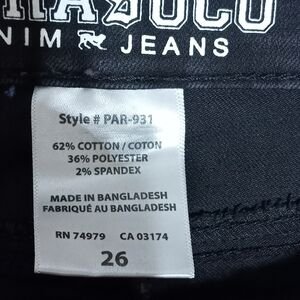 NIM JEANS
Style # PAR-931
62% COTTON / COTON
36% POLYESTER
2% SPANDEX
MADE IN BANGLADESH
FABRIQUÉ AU BANGLADESH
RN 74979 CA 03174
26